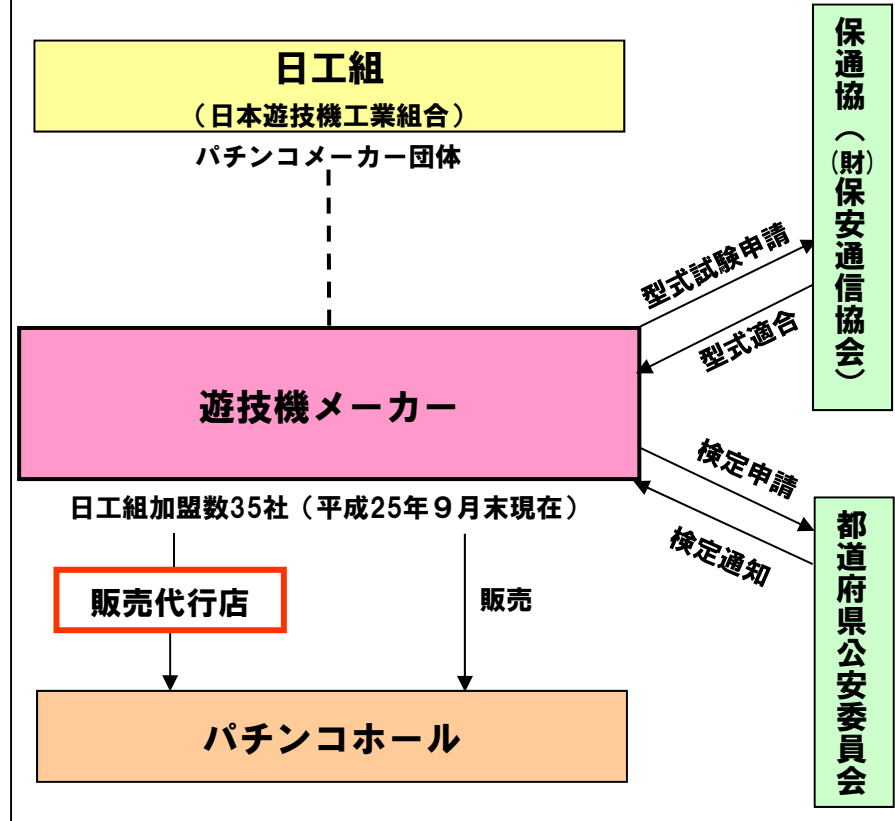 日工組
（日本遊技機工業組合）
パチンコメーカー団体
保通協（(財)保安通信協会）
型式試験申請
型式適合
遊技機メーカー
検定申請
検定通知
日工組加盟数35社（平成25年９月末現在）
販売代行店
販売
都道府県公安委員会
パチンコホール